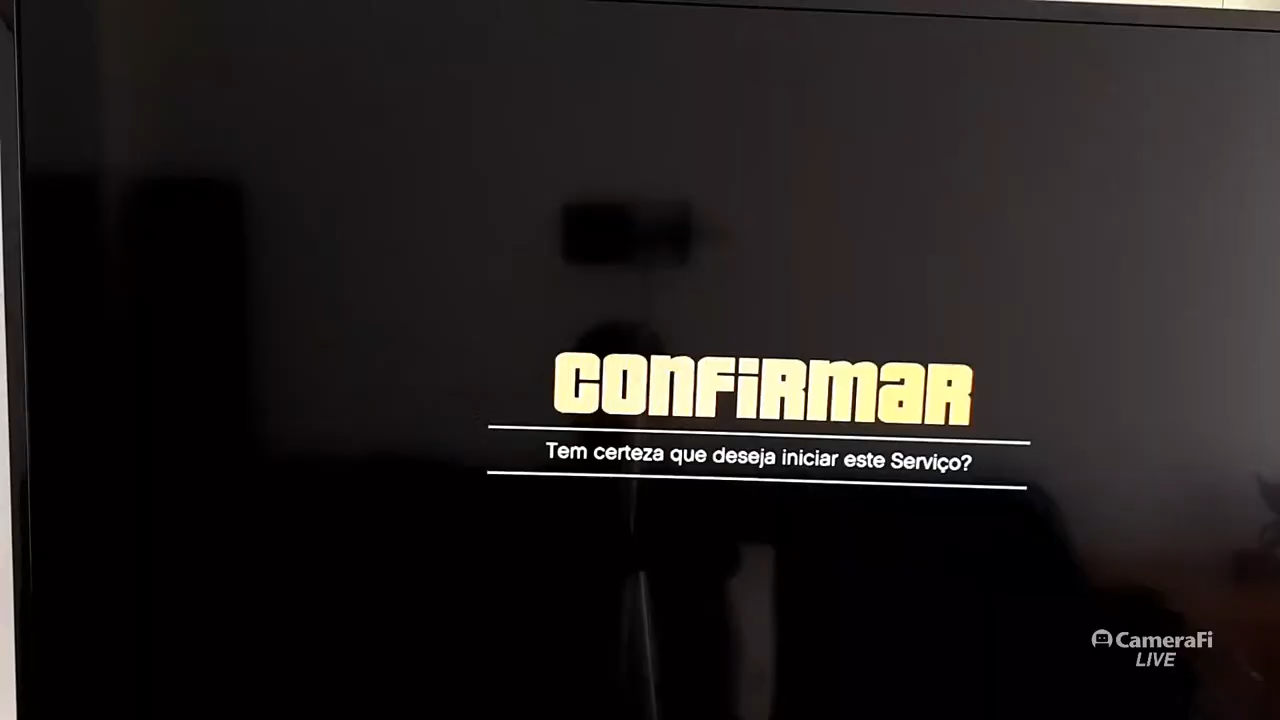 CONFIRMAR
Tem certeza que deseja iniciar este Serviço?
CameraFi
LIVE